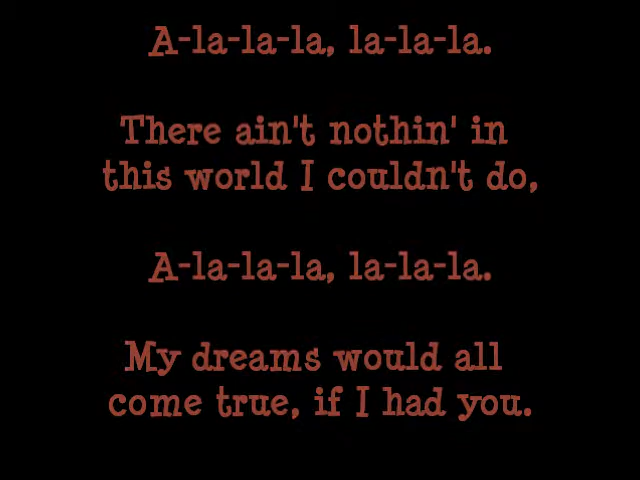 A-la-la-la, la-la-la.
There ain't nothin' in
this world I couldn't do,
A-la-la-la, la-la-la.
My dreams would all
come true, if I had you.